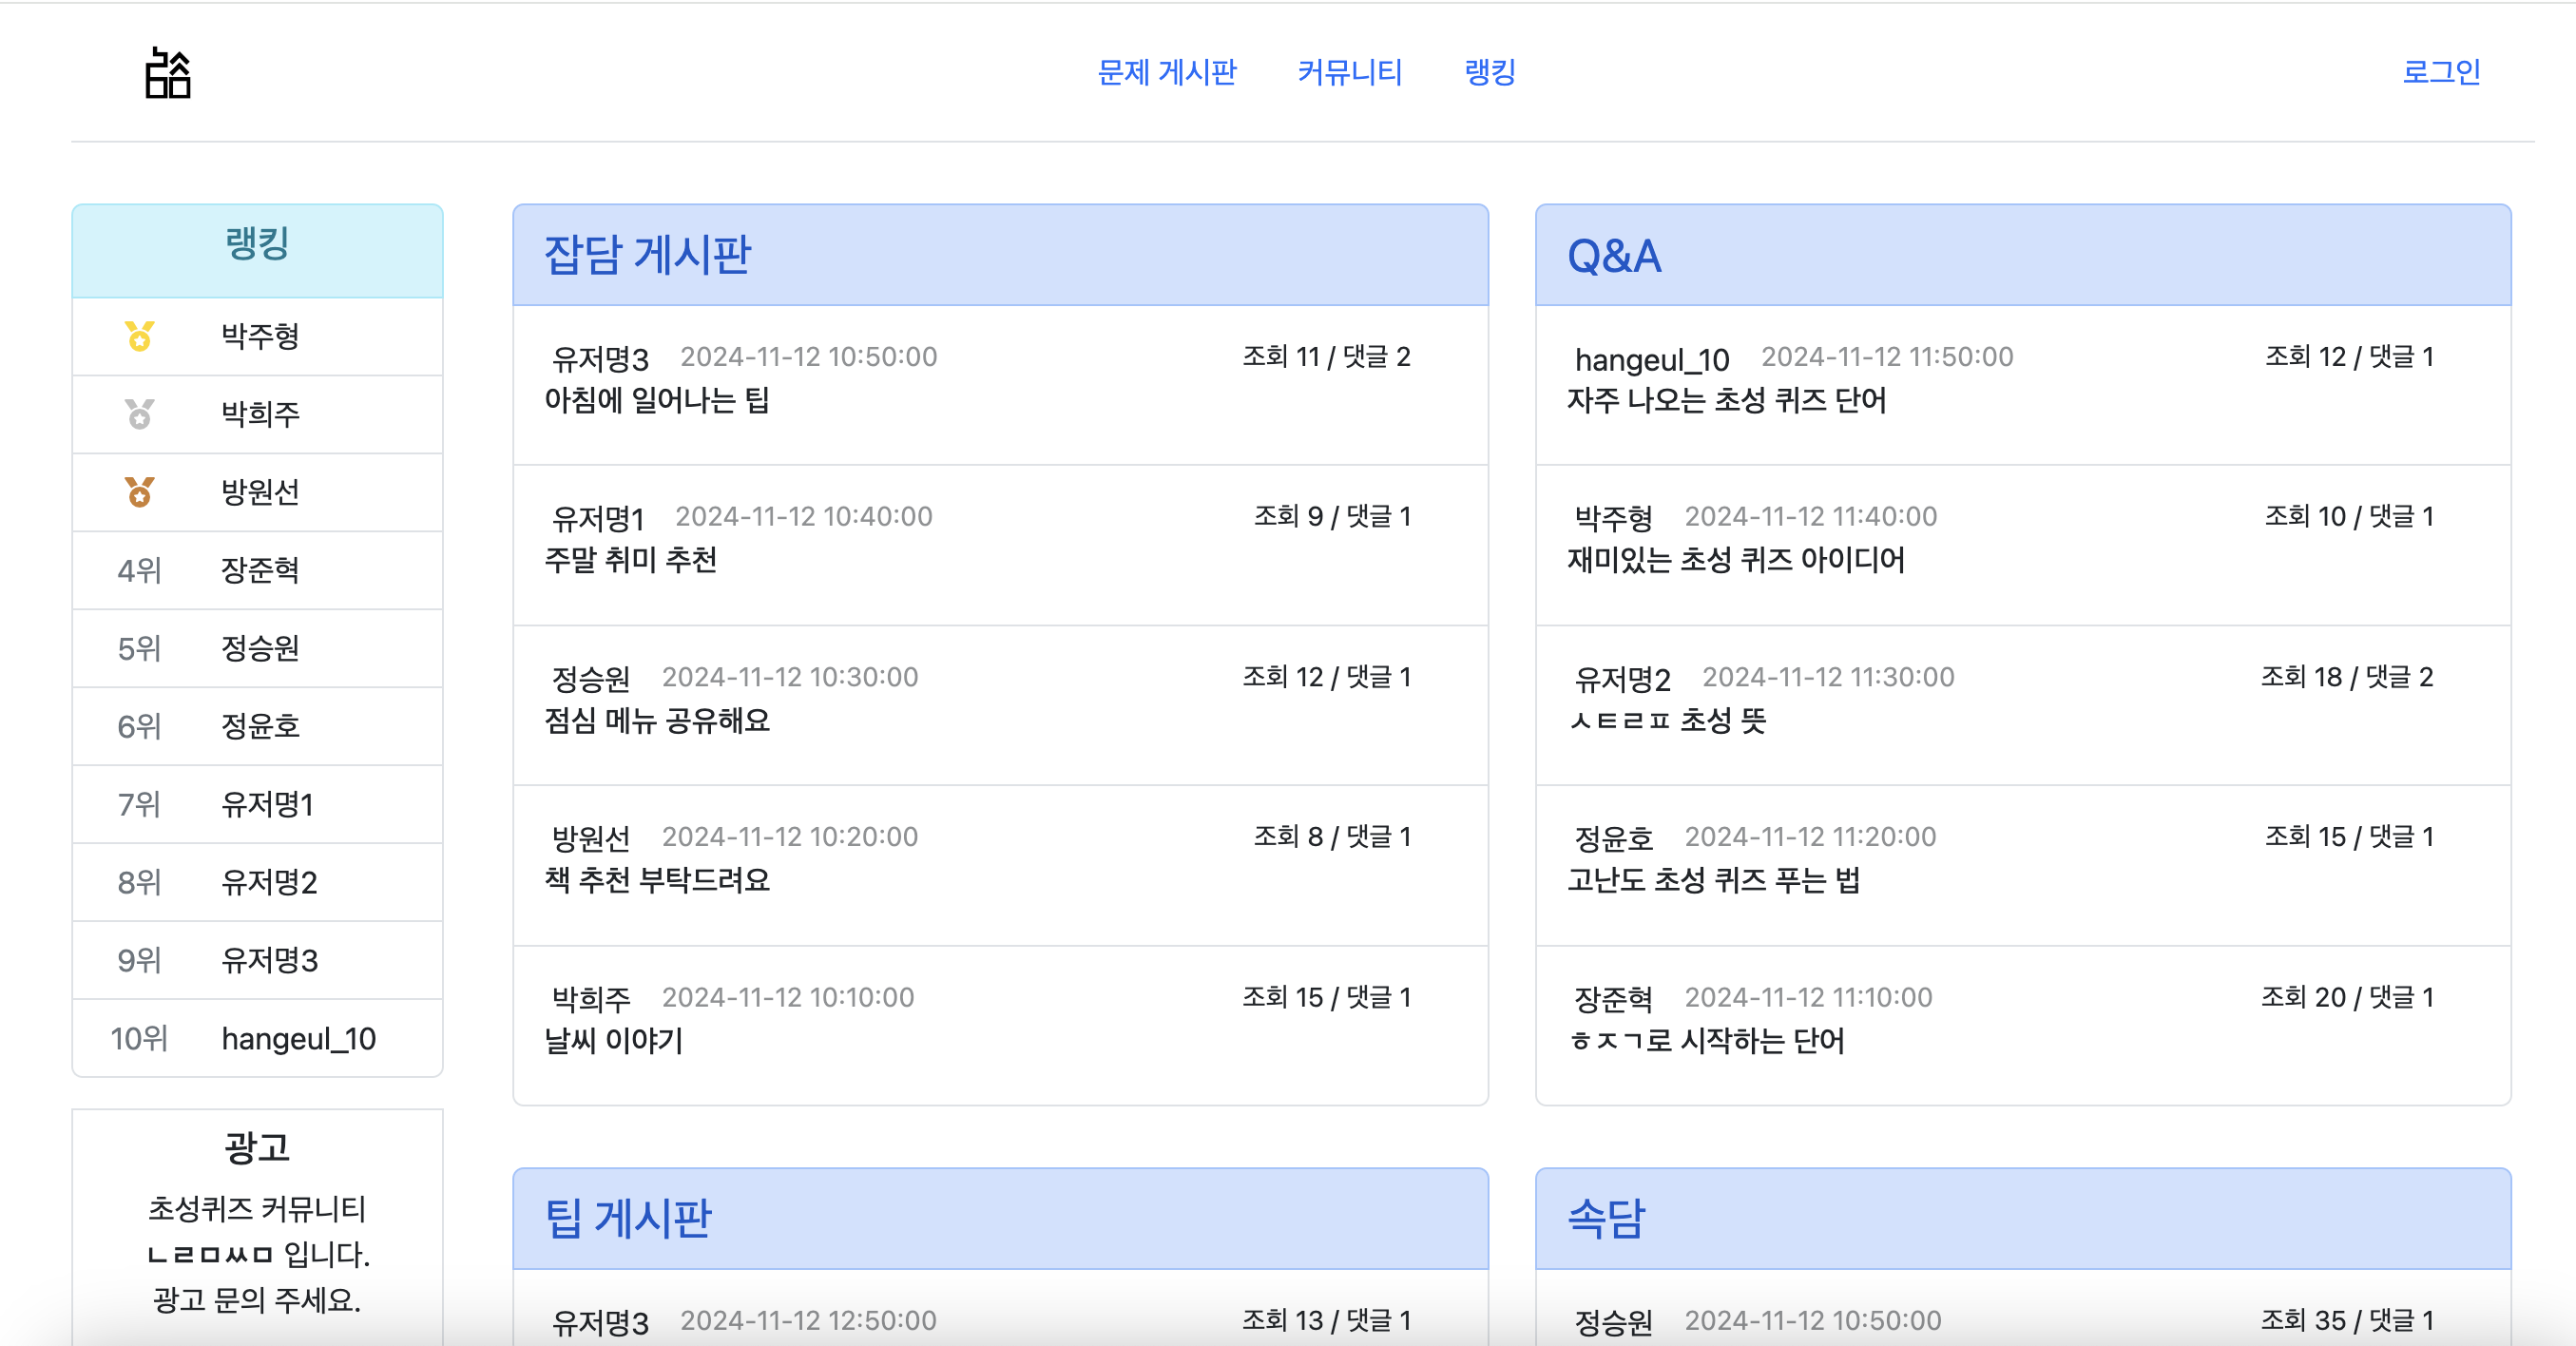 문제 게시판 커뮤니티 랭킹 로그인
랭킹
박주형
박희주
방원선
4위 장준혁
5위 정승원
6위 정윤호
7위 유저명1
8위 유저명2
9위 유저명3
10위 hangeul_10
광고
초성퀴즈 커뮤니티
ㄴㄹㅁㅆㅁ 입니다.
광고 문의 주세요.
잡담 게시판
유저명3 2024-11-12 10:50:00 조회 11 / 댓글 2
아침에 일어나는 팁
유저명1 2024-11-12 10:40:00 조회 9 / 댓글 1
주말 취미 추천
정승원 2024-11-12 10:30:00 조회 12 / 댓글 1
점심 메뉴 공유해요
방원선 2024-11-12 10:20:00 조회 8 / 댓글 1
책 추천 부탁드려요
박희주 2024-11-12 10:10:00 조회 15 / 댓글 1
날씨 이야기
Q&A
hangeul_10 2024-11-12 11:50:00 조회 12 / 댓글 1
자주 나오는 초성 퀴즈 단어
박주형 2024-11-12 11:40:00 조회 10 / 댓글 1
재미있는 초성 퀴즈 아이디어
유저명2 2024-11-12 11:30:00 조회 18 / 댓글 2
ㅅㅌㄹㅍ 초성 뜻
정윤호 2024-11-12 11:20:00 조회 15 / 댓글 1
고난도 초성 퀴즈 푸는 법
장준혁 2024-11-12 11:10:00 조회 20 / 댓글 1
ㅎㅈㄱ로 시작하는 단어
팁 게시판
유저명3 2024-11-12 12:50:00 조회 13 / 댓글 1
속담
정승원 2024-11-12 10:50:00 조회 35 / 댓글 1